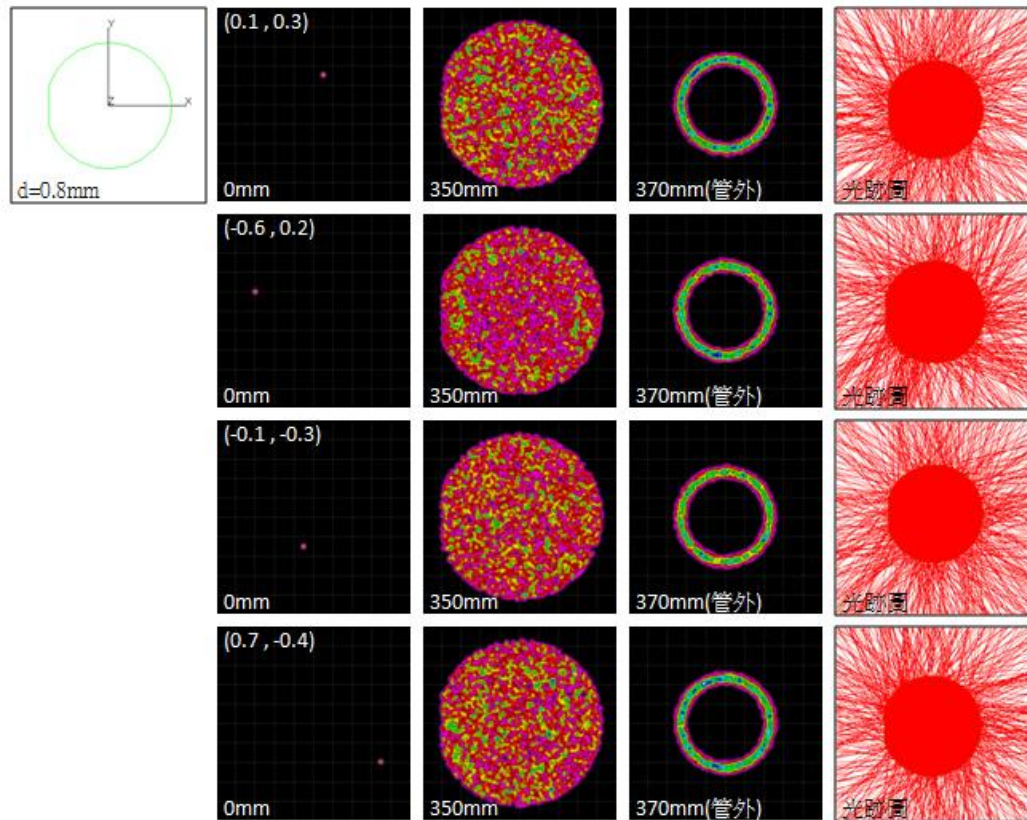 Y
Z
X
d=0.8mm
(0.1 , 0.3)
0mm
350mm
370mm(管外)
光跡圖
(-0.6 , 0.2)
0mm
350mm
370mm(管外)
光跡圖
(-0.1 , -0.3)
0mm
350mm
370mm(管外)
光跡圖
(0.7 , -0.4)
0mm
350mm
370mm(管外)
光跡圖